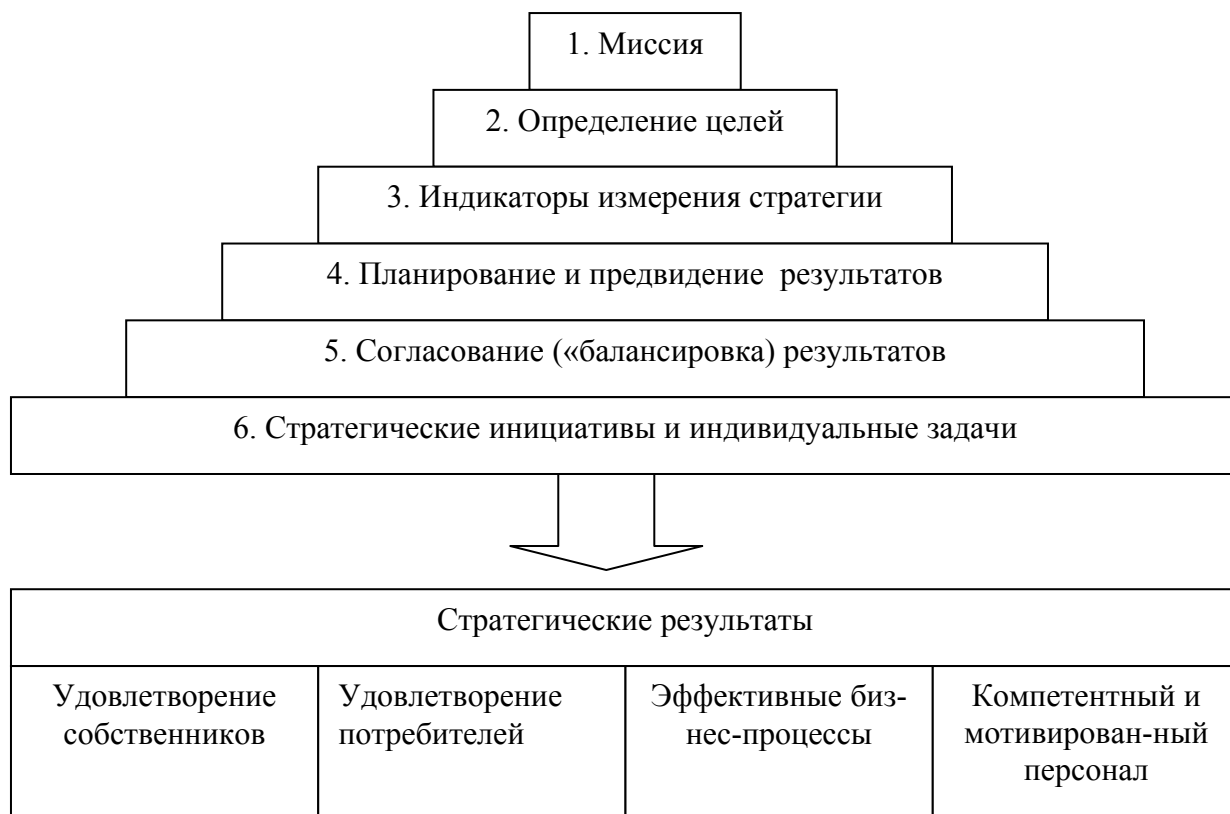 1. Миссия
2. Определение целей
3. Индикаторы измерения стратегии
4. Планирование и предвидение  результатов
5. Согласование («балансировка) результатов
6. Стратегические инициативы и индивидуальные задачи
Стратегические результаты
Удовлетворение
собственников
Удовлетворение
потребителей
Эффективные биз-
нес-процессы
Компетентный и
мотивирован-ный
персонал